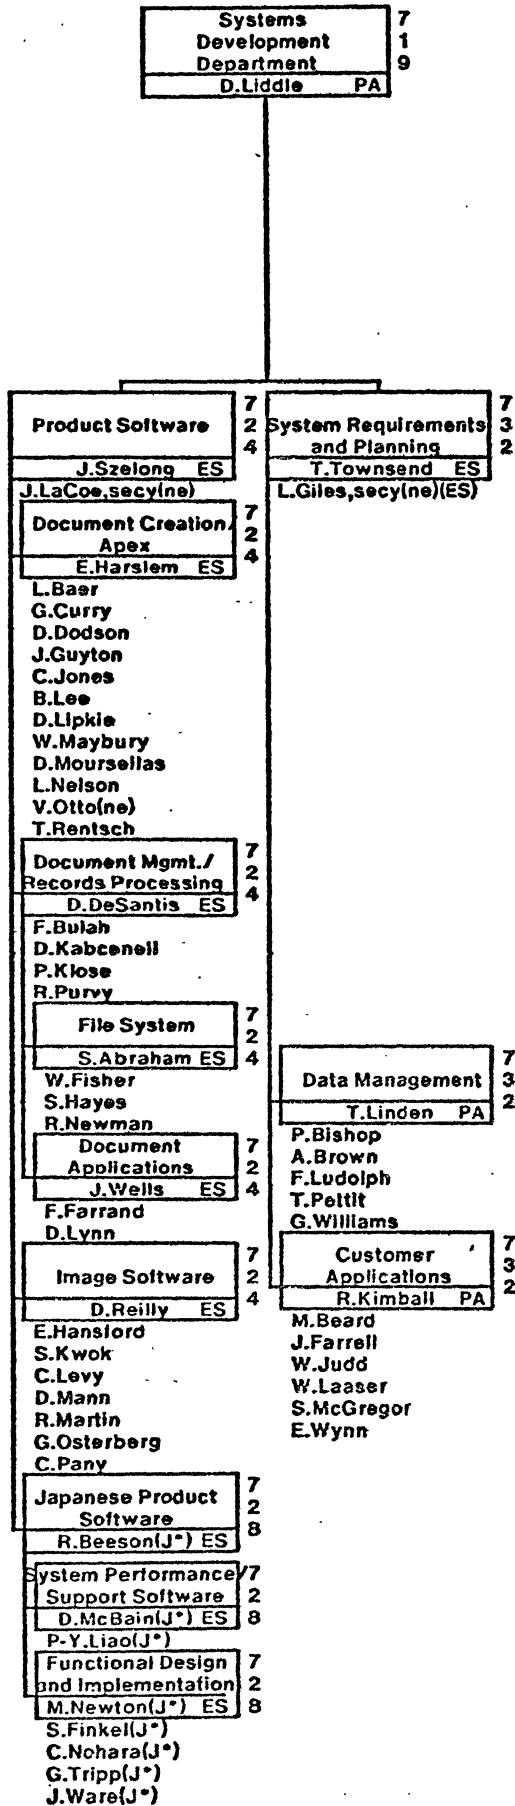 Systems 7
Development 1
Department 9
D.Liddle PA
7
Product Software 2
4
J.Szelong ES
J.LaCoe,secy(ne)
Document Creation/ 7
Apex 2
E.Harslem ES 4
L.Baer
G.Curry
D.Dodson
J.Guyton
C.Jones
B.Lee
D.Lipkie
W.Maybury
D.Moursellas
L.Nelson
V.Otto(ne)
T.Rentsch
Document Mgmt./ 7
Records Processing 2
D.DeSantis ES 4
F.Bulah
D.Kabcenell
P.Klose
R.Purvy
7
File System 2
S.Abraham ES 4
W.Fisher
S.Hayes
R.Newman
Document 7
Applications 2
J.Wells ES 4
F.Farrand
D.Lynn
7
Image Software 2
D.Reilly ES 4
E.Hansford
S.Kwok
C.Levy
D.Mann
R.Martin
G.Osterberg
C.Pany
Japanese Product 7
Software 2
R.Beeson(J*) ES 8
System Performance/ 7
Support Software 2
D.McBain(J*) ES 8
P-Y.Liao(J*)
Functional Design 7
and Implementation 2
M.Newton(J*) ES 8
S.Finkel(J*)
C.Nohara(J*)
G.Tripp(J*)
J.Ware(J*)
7
System Requirements 3
and Planning 2
T.Townsend ES
L.Giles,secy(ne)(ES)
7
Data Management 3
T.Linden PA 2
P.Bishop
A.Brown
F.Ludolph
T.Pettit
G.Williams
Customer 7
Applications 3
R.Kimball PA 2
M.Beard
J.Farrell
W.Judd
W.Laaser
S.McGregor
E.Wynn